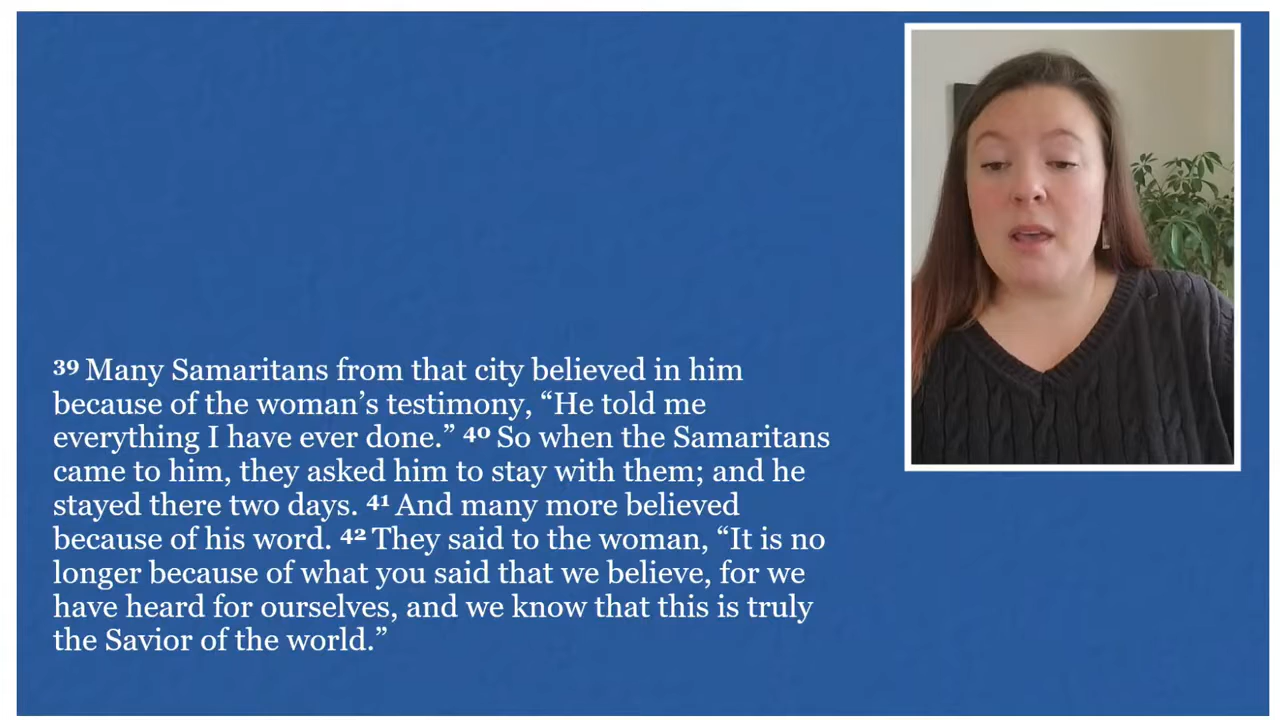 ³⁹ Many Samaritans from that city believed in him
because of the woman’s testimony, “He told me
everything I have ever done.” ⁴⁰ So when the Samaritans
came to him, they asked him to stay with them; and he
stayed there two days. ⁴¹ And many more believed
because of his word. ⁴² They said to the woman, “It is no
longer because of what you said that we believe, for we
have heard for ourselves, and we know that this is truly
the Savior of the world.”